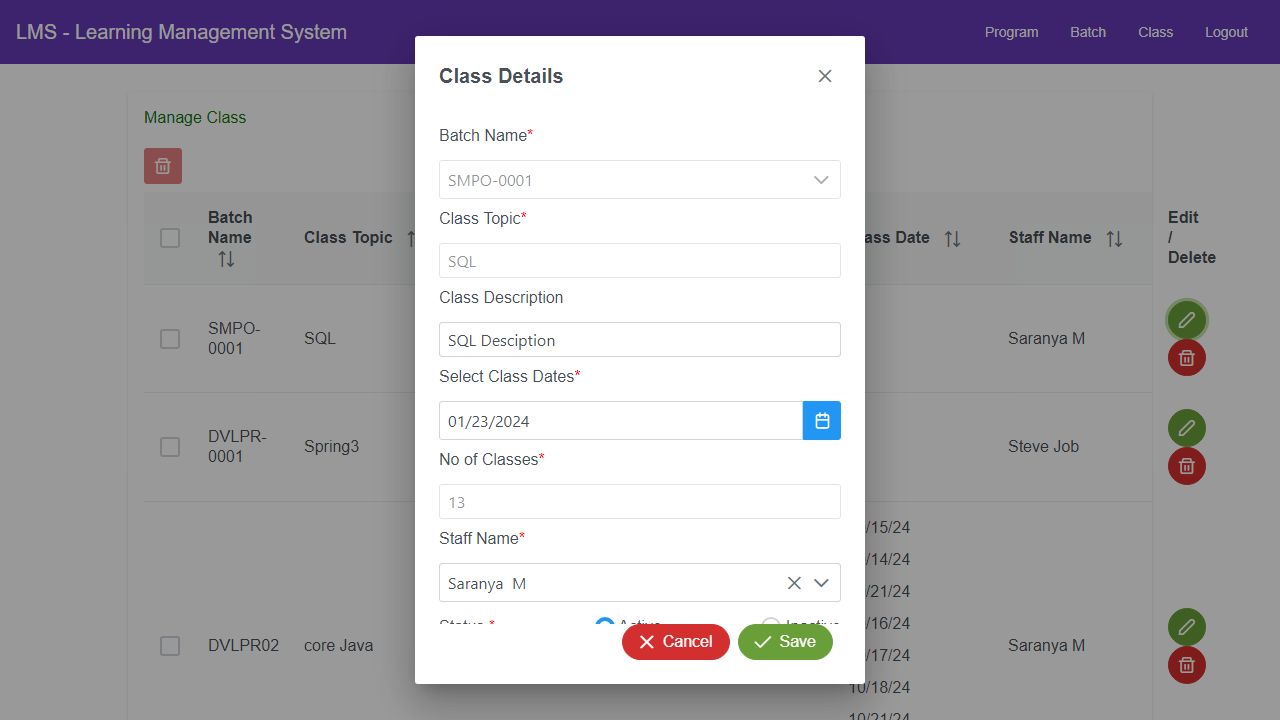 LMS - Learning Management System
Program
Batch
Class
Logout
Manage Class
Batch Name
Class Topic
ass Date
Staff Name
Edit / Delete
SMPO-0001
SQL
Saranya M
DVLPR-0001
Spring3
Steve Job
DVLPR02
core Java
/15/24
/14/24
/21/24
/16/24
/17/24
10/18/24
10/21/24
Saranya M
Class Details
Batch Name*
SMPO-0001
Class Topic*
SQL
Class Description
SQL Desciption
Select Class Dates*
01/23/2024
No of Classes*
13
Staff Name*
Saranya M
Status *
Active
Inactive
Cancel
Save